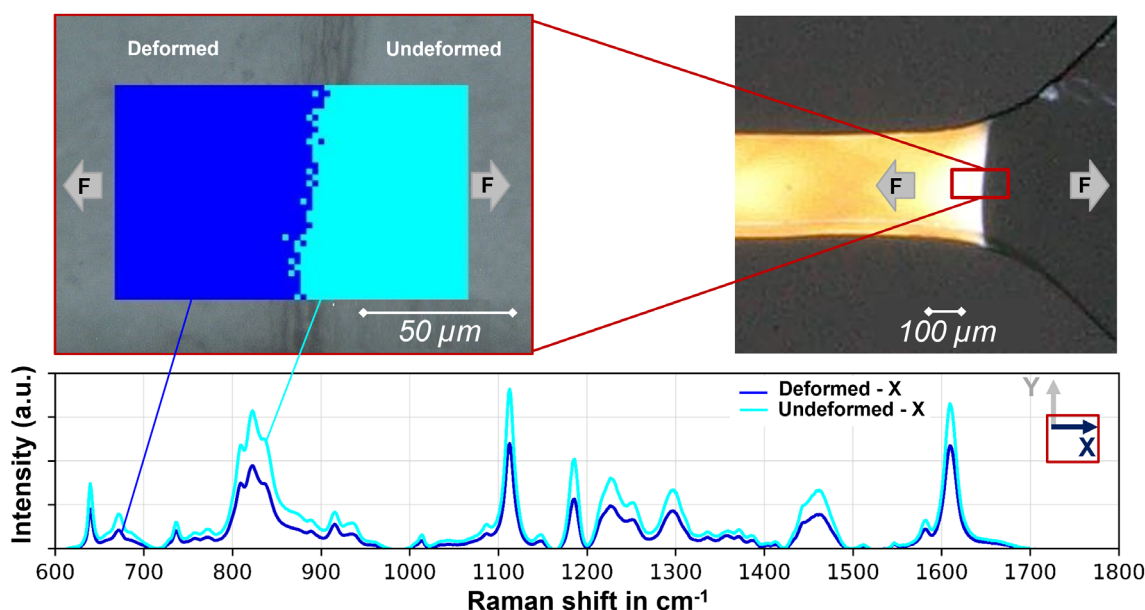 Deformed
Undeformed
F
F
50 μm
F
F
100 μm
Intensity (a.u.)
Deformed - X
Undeformed - X
Y
X
600 700 800 900 1000 1100 1200 1300 1400 1500 1600 1700 1800
Raman shift in cm⁻¹